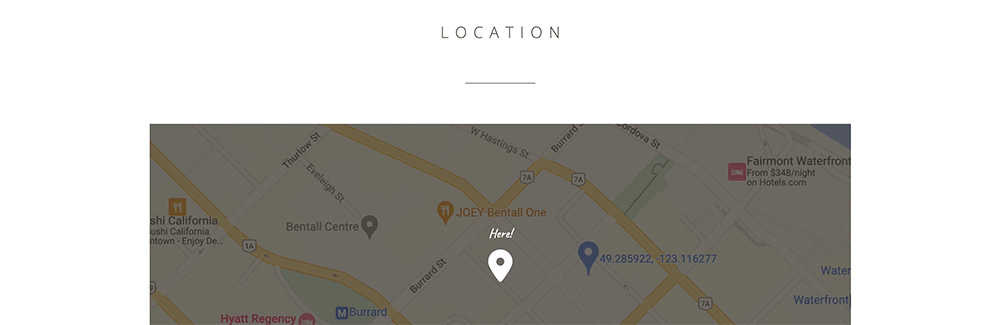 LOCATION
W Hastings St
Burrard St
Cordova St
Thurlow St
Eveleigh St
7A
7A
Fairmont Waterfront
From $348/night
on Hotels.com
JOEY Bentall One
ushi California
Sushi California
ntown - Enjoy De...
Bentall Centre
Here!
1A
Burrard St
49.285922, -123.116277
Water
Waterfront
7A
Burrard
M
Hyatt Regency